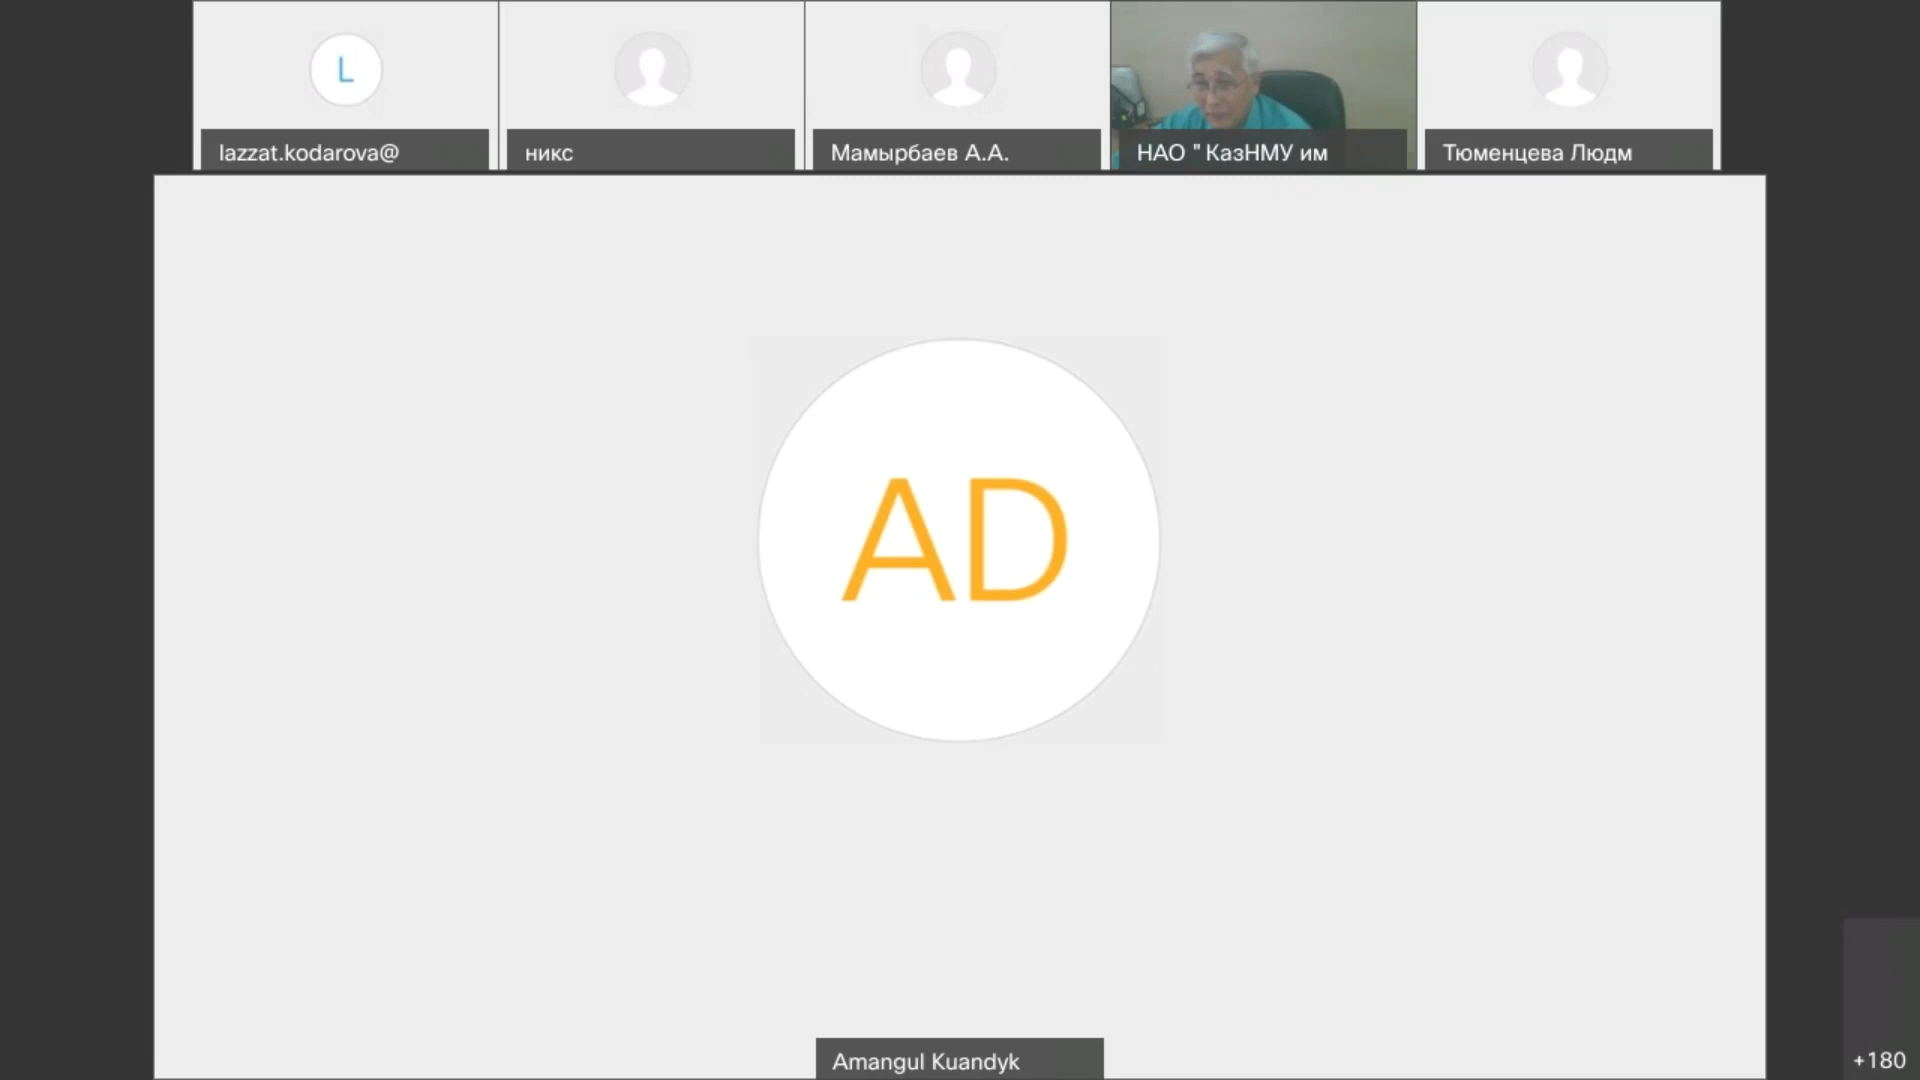 L
lazzat.kodarova@
никс
Мамырбаев А.А.
НАО " КазНМУ им
Тюменцева Людм
AD
Amangul Kuandyk
+180